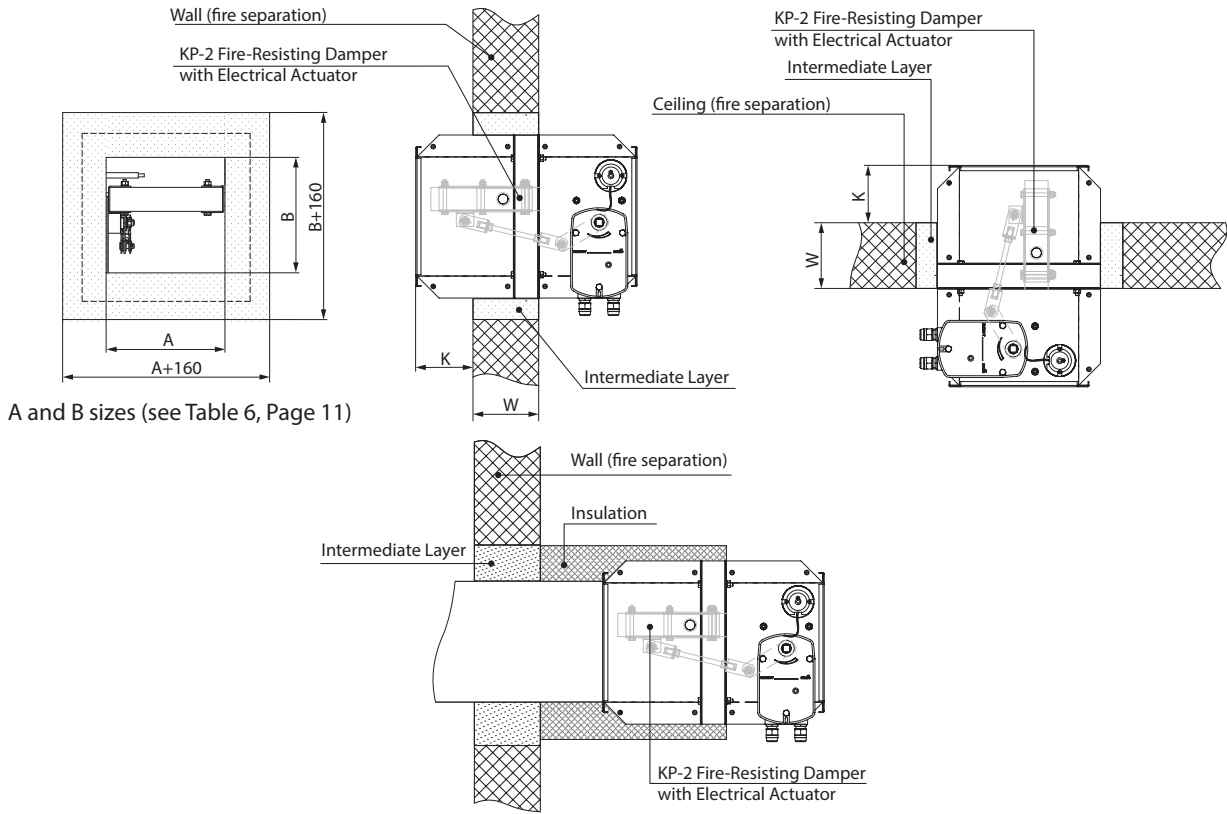 Wall (fire separation)
KP-2 Fire-Resisting Damper
with Electrical Actuator
B
B+160
A
A+160
A and B sizes (see Table 6, Page 11)
K
W
Intermediate Layer
KP-2 Fire-Resisting Damper
with Electrical Actuator
Intermediate Layer
Ceiling (fire separation)
K
W
Wall (fire separation)
Insulation
Intermediate Layer
KP-2 Fire-Resisting Damper
with Electrical Actuator